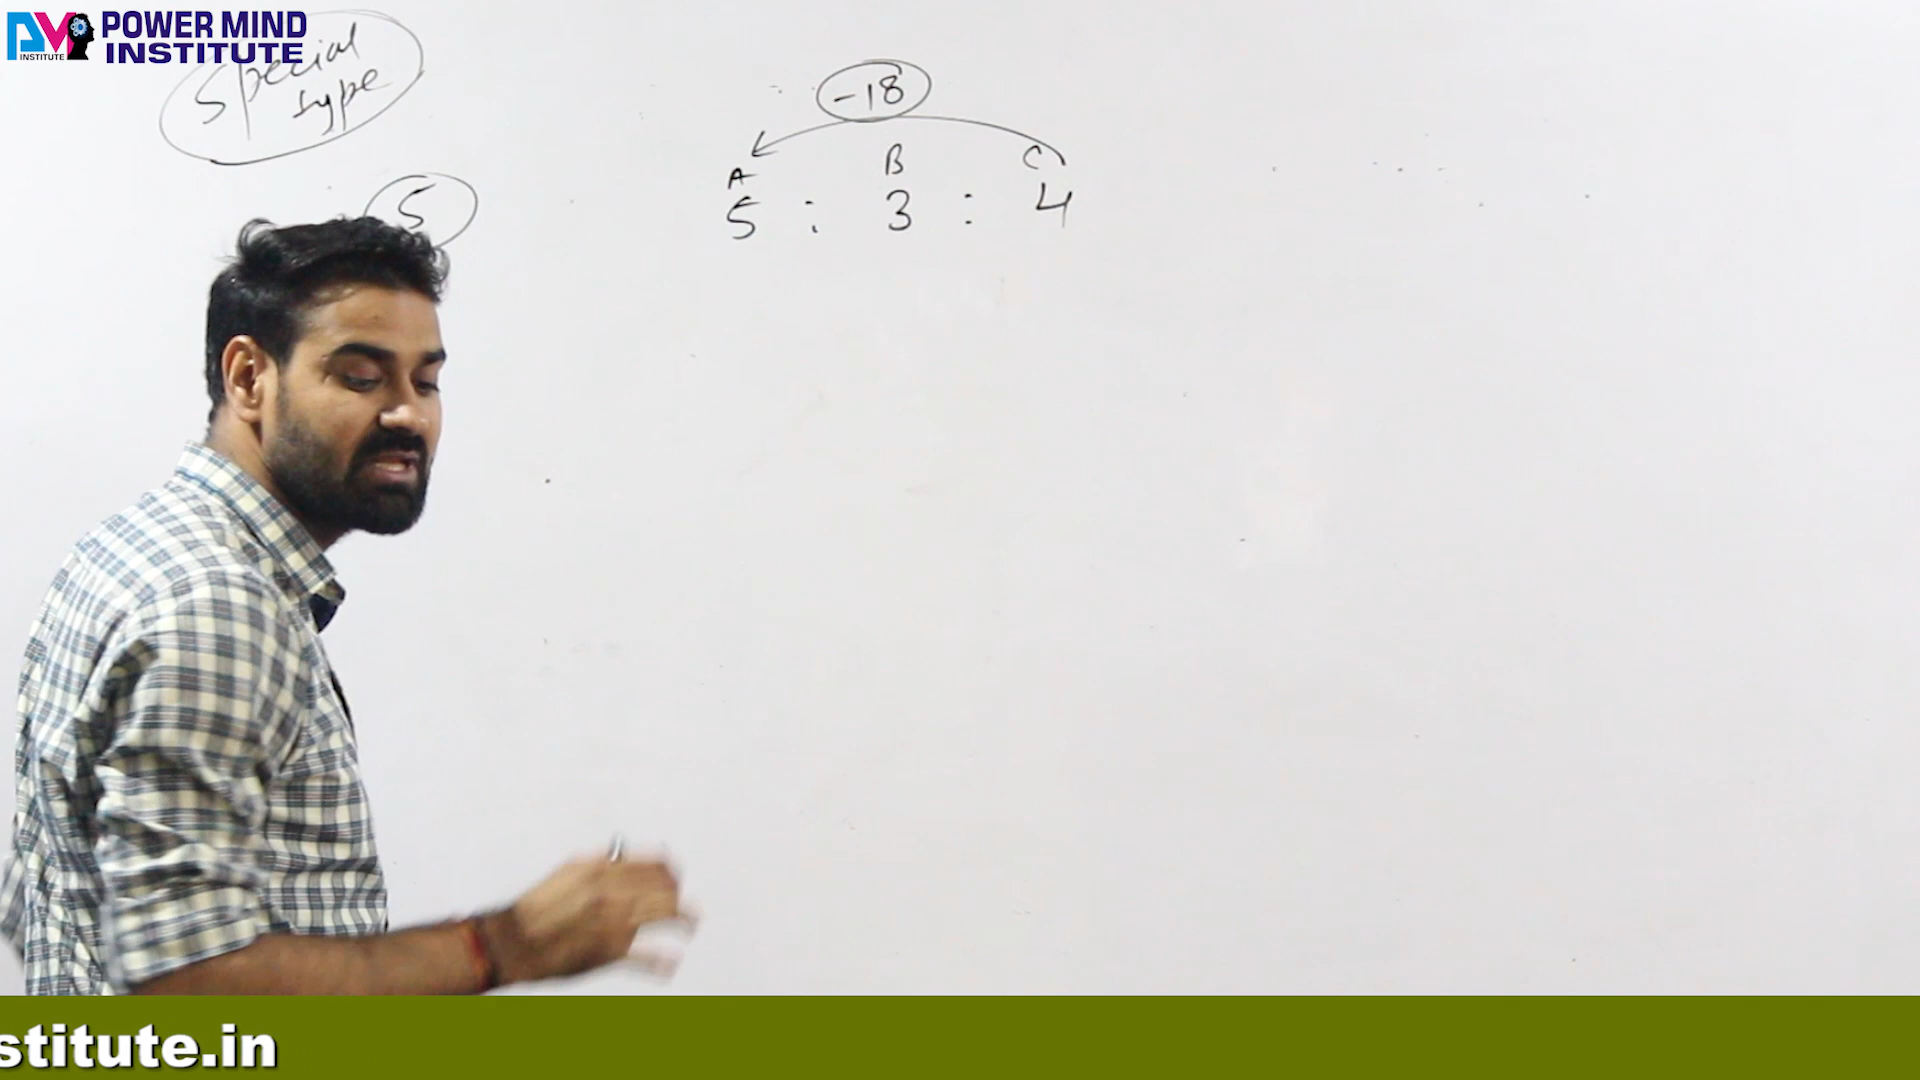 POWER MIND
INSTITUTE
INSTITUTE
Special
type
5
-18
A B C
5 : 3 : 4
stitute.in